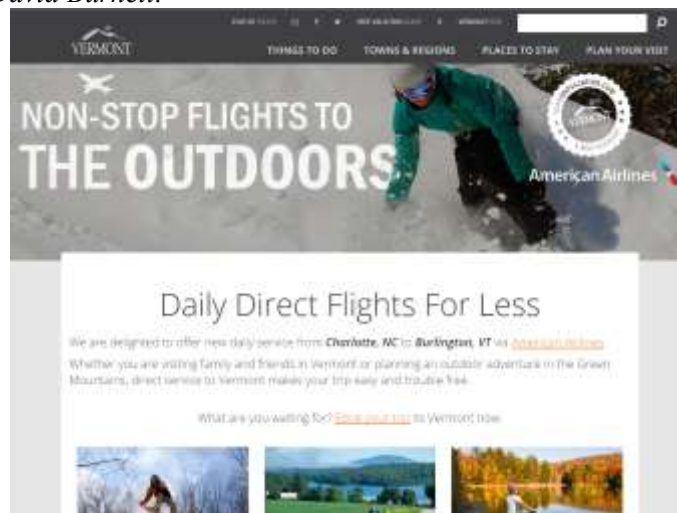 David Barnett.
VERMONT
THINGS TO DO TOWNS & REGIONS PLACES TO STAY PLAN YOUR VISIT
NON-STOP FLIGHTS TO
THE OUTDOORS
VERMONT
American Airlines
Daily Direct Flights For Less
We are delighted to offer new daily service from Charlotte, NC to Burlington, VT via American Airlines
Whether you are visiting family and friends in Vermont or planning an outdoor adventure in the Green
Mountains, direct service to Vermont makes your trip easy and trouble free.
What are you waiting for? Book your trip to Vermont now.